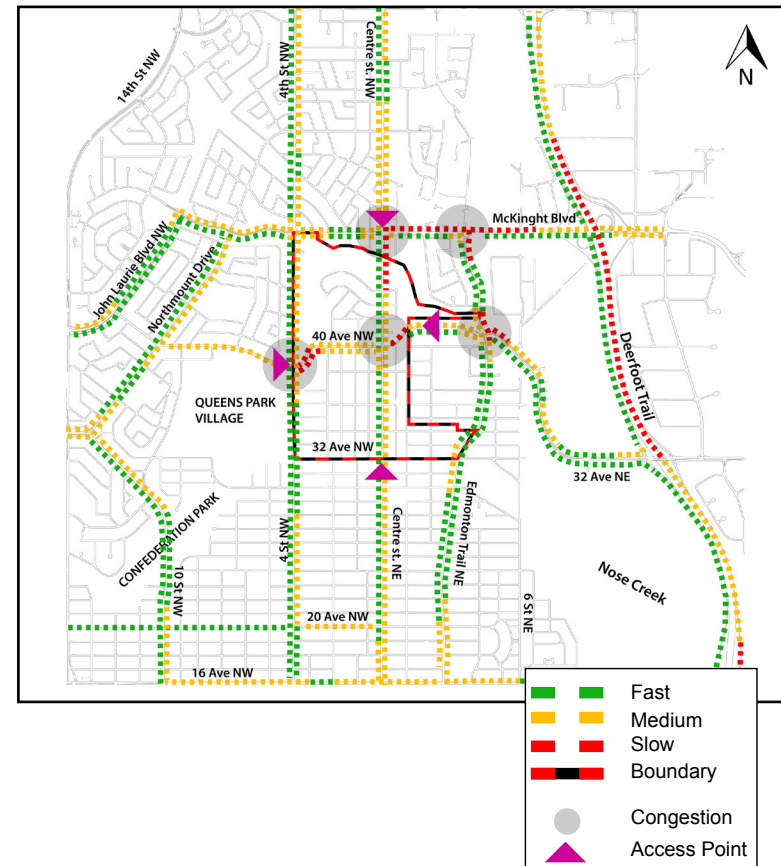 14th St NW
4th St NW
Centre st. NW
N
McKinght Blvd
John Laurie Blvd NW
Northmount Drive
40 Ave NW
Deerfoot Trail
QUEENS PARK
VILLAGE
32 Ave NW
32 Ave NE
CONFEDERATION PARK
4 St NW
Centre st. NE
Edmonton Trail NE
10 St NW
6 St NE
Nose Creek
20 Ave NW
16 Ave NW
Fast
Medium
Slow
Boundary
Congestion
Access Point